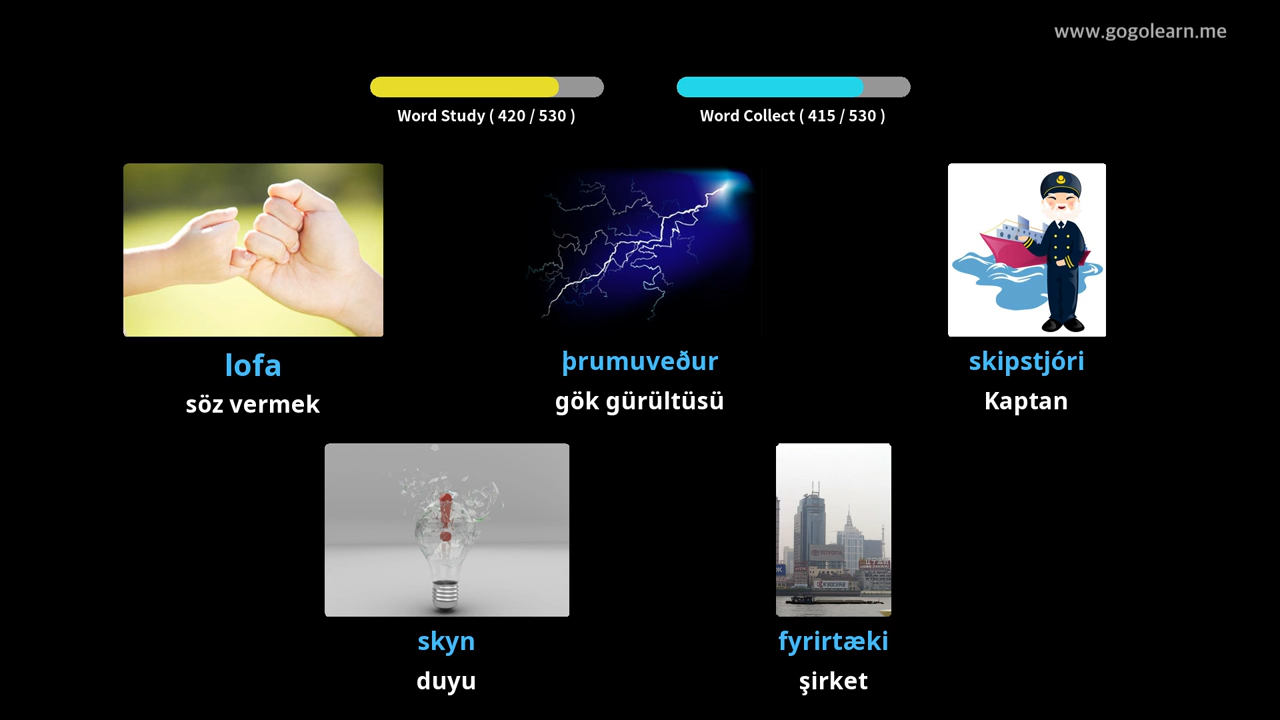 www.gogolearn.me
Word Study ( 420 / 530 )
Word Collect ( 415 / 530 )
lofa
söz vermek
þrumuveður
gök gürültüsü
skipstjóri
Kaptan
TOYOTA
skyn
duyu
fyrirtæki
şirket